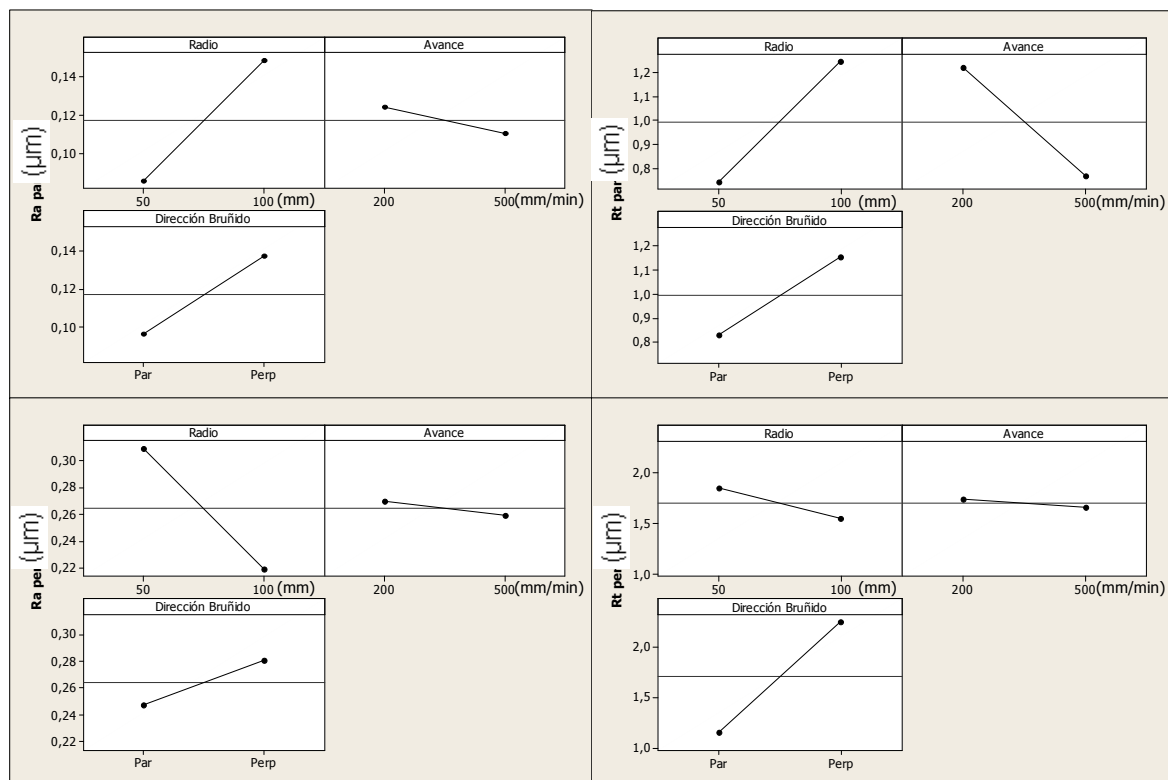 Radio Avance
0,14
0,12
0,10
50 100 (mm) 200 500 (mm/min)
Dirección Bruñido
0,14
0,12
0,10
Par Perp
Ra (µm)
Radio Avance
1,2
1,1
1,0
0,9
0,8
50 100 (mm) 200 500 (mm/min)
Dirección Bruñido
1,2
1,1
1,0
0,9
0,8
Par Perp
Rt par (µm)
Radio Avance
0,30
0,28
0,26
0,24
0,22
50 100 (mm) 200 500 (mm/min)
Dirección Bruñido
0,30
0,28
0,26
0,24
0,22
Par Perp
Ra (µm)
Radio Avance
2,0
1,5
1,0
50 100 (mm) 200 500 (mm/min)
Dirección Bruñido
2,0
1,5
1,0
Par Perp
Rt (µm)